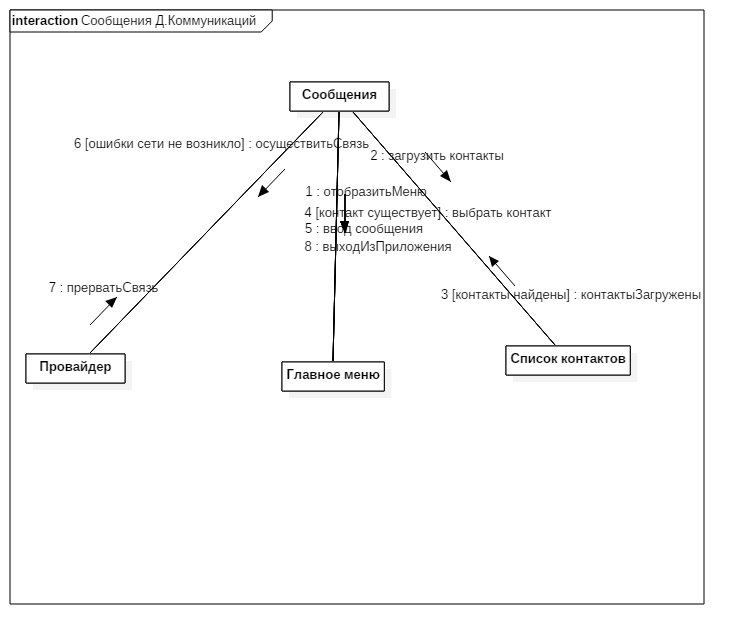 interaction Сообщения Д.Коммуникаций
Сообщения
6 [ошибки сети не возникло] : осуществитьСвязь
2 : загрузить контакты
1 : отобразитьМеню
4 [контакт существует] : выбрать контакт
5 : ввод сообщения
8 : выходИзПриложения
7 : прерватьСвязь
3 [контакты найдены] : контактыЗагружены
Провайдер
Главное меню
Список контактов